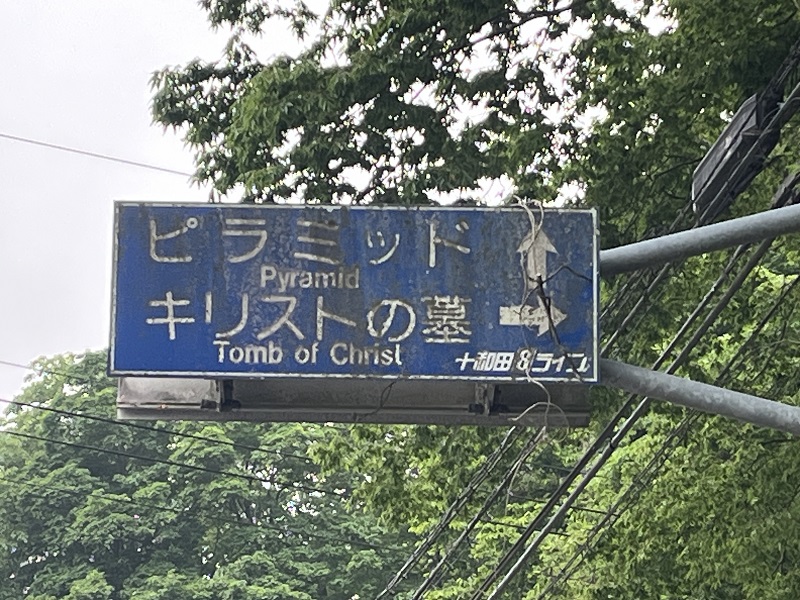 ピラミッド ↑
Pyramid
キリストの墓 →
Tomb of Christ
十和田8ライン